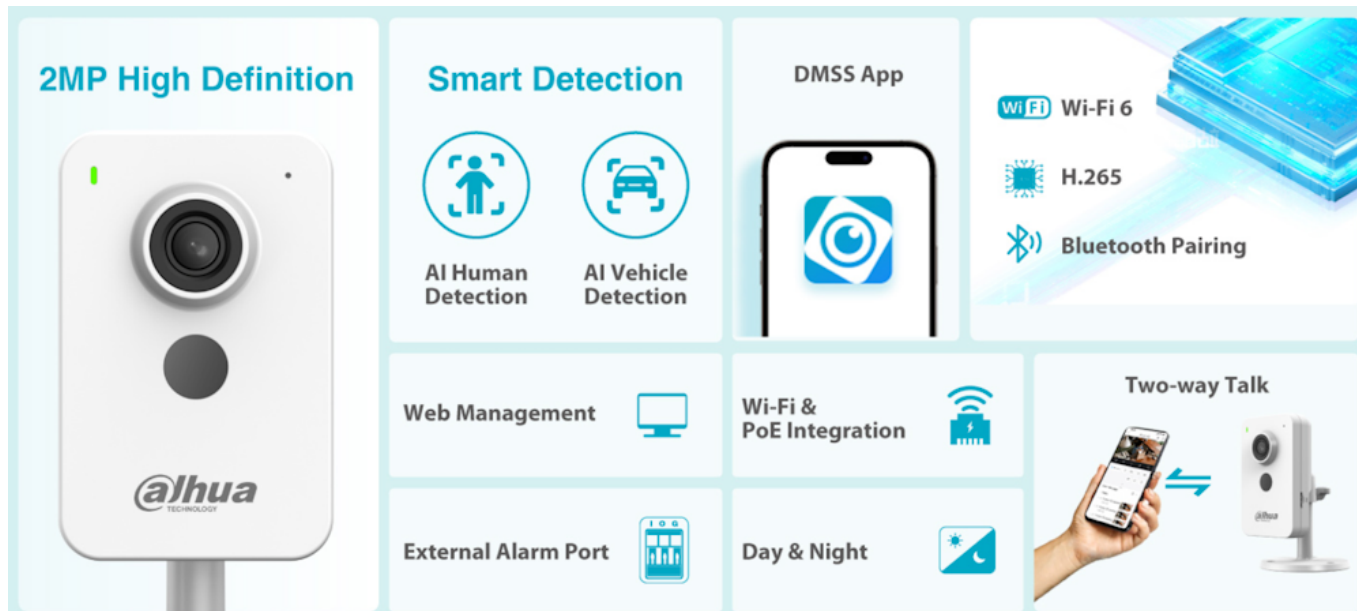 2MP High Definition
alhua
TECHNOLOGY
Smart Detection
AI Human
Detection
AI Vehicle
Detection
DMSS App
WiFi Wi-Fi 6
H.265
Bluetooth Pairing
Web Management
Wi-Fi &
PoE Integration
External Alarm Port
I O G
Day & Night
Two-way Talk
alhua